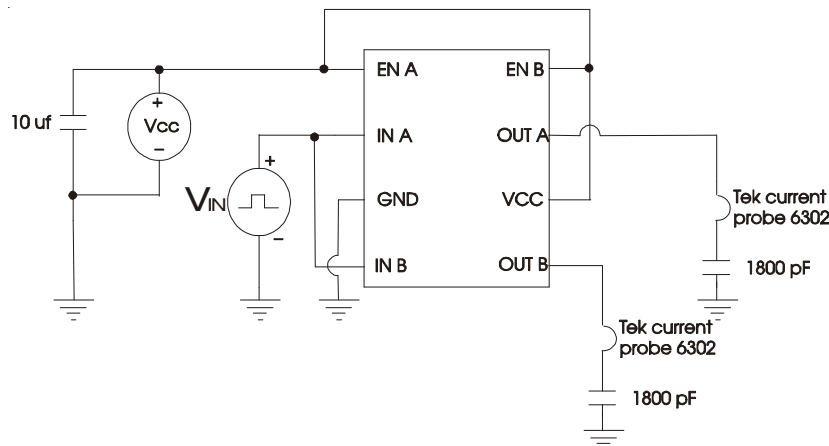 EN A
EN B
10 uf
+
Vcc
-
IN A
OUT A
+
VIN
-
GND
VCC
Tek current
probe 6302
IN B
OUT B
1800 pF
Tek current
probe 6302
1800 pF